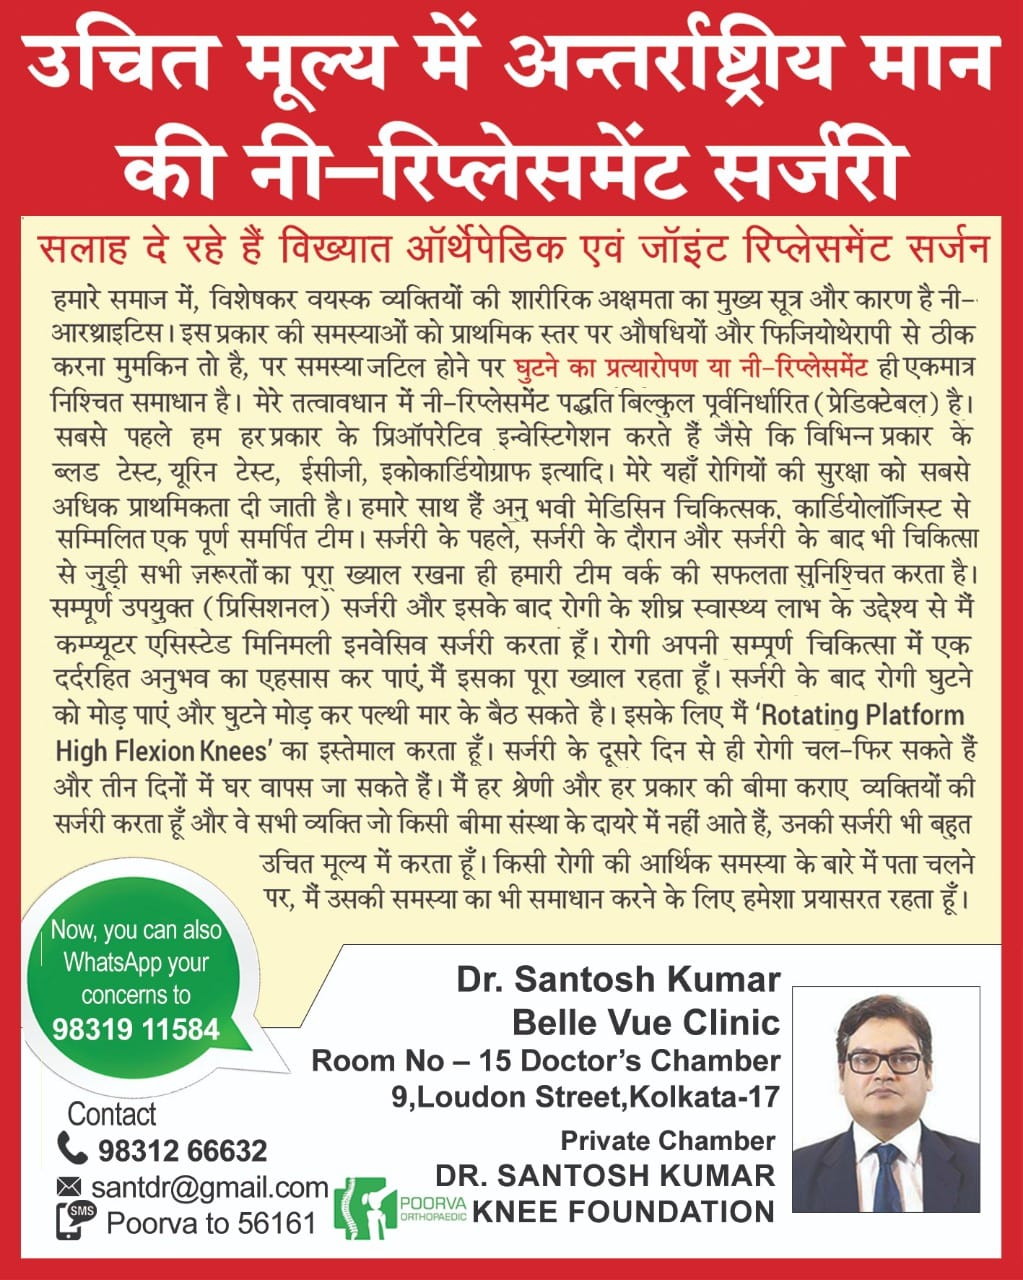 उचित मूल्य में अन्तर्राष्ट्रीय मान
की नी–रिप्लेसमेंट सर्जरी
सलाह दे रहे हैं विख्यात ऑर्थेपेडिक एवं जॉइंट रिप्लेसमेंट सर्जन
हमारे समाज में, विशेषकर वयस्क व्यक्तियों की शारीरिक अक्षमता का मुख्य सूत्र और कारण है नी–
आरथ्राइटिस। इस प्रकार की समस्याओं को प्राथमिक स्तर पर औषधियों और फिजियोथेरापी से ठीक
करना मुमकिन तो है, पर समस्या जटिल होने पर घुटने का प्रत्यारोपण या नी–रिप्लेसमेंट ही एकमात्र
निश्चित समाधान है। मेरे तत्वावधान में नी–रिप्लेसमेंट पद्धति बिल्कुल पूर्वनिर्धारित (प्रेडिक्टेबल) है।
सबसे पहले हम हर प्रकार के प्रिऑपरेटिव इन्वेस्टिगेशन करते हैं जैसे कि विभिन्न प्रकार के
ब्लड टेस्ट, यूरिन टेस्ट, ईसीजी, इकोकार्डियोग्राफ इत्यादि। मेरे यहाँ रोगियों की सुरक्षा को सबसे
अधिक प्राथमिकता दी जाती है। हमारे साथ हैं अनु भवी मेडिसिन चिकित्सक, कार्डियोलॉजिस्ट से
सम्मिलित एक पूर्ण समर्पित टीम। सर्जरी के पहले, सर्जरी के दौरान और सर्जरी के बाद भी चिकित्सा
से जुड़ी सभी ज़रूरतों का पूरा ख्याल रखना ही हमारी टीम वर्क की सफलता सुनिश्चित करता है।
सम्पूर्ण उपयुक्त (प्रिसिशनल) सर्जरी और इसके बाद रोगी के शीघ्र स्वास्थ्य लाभ के उद्देश्य से मैं
कम्प्यूटर एसिस्टेड मिनिमली इनवेसिव सर्जरी करता हूँ। रोगी अपनी सम्पूर्ण चिकित्सा में एक
दर्दरहित अनुभव का एहसास कर पाएं, मैं इसका पूरा ख्याल रहता हूँ। सर्जरी के बाद रोगी घुटने
को मोड़ पाएं और घुटने मोड़ कर पल्थी मार के बैठ सकते है। इसके लिए मैं ‘Rotating Platform
High Flexion Knees’ का इस्तेमाल करता हूँ। सर्जरी के दूसरे दिन से ही रोगी चल–फिर सकते हैं
और तीन दिनों में घर वापस जा सकते हैं। मैं हर श्रेणी और हर प्रकार की बीमा कराए व्यक्तियों की
सर्जरी करता हूँ और वे सभी व्यक्ति जो किसी बीमा संस्था के दायरे में नहीं आते हैं, उनकी सर्जरी भी बहुत
उचित मूल्य में करता हूँ। किसी रोगी की आर्थिक समस्या के बारे में पता चलने
पर, मैं उसकी समस्या का भी समाधान करने के लिए हमेशा प्रयासरत रहता हूँ।
Now, you can also
WhatsApp your
concerns to
98319 11584
Dr. Santosh Kumar
Belle Vue Clinic
Room No – 15 Doctor’s Chamber
9,Loudon Street,Kolkata-17
Contact
98312 66632
santdr@gmail.com
SMS
Poorva to 56161
POORVA
ORTHOPAEDIC
Private Chamber
DR. SANTOSH KUMAR
KNEE FOUNDATION